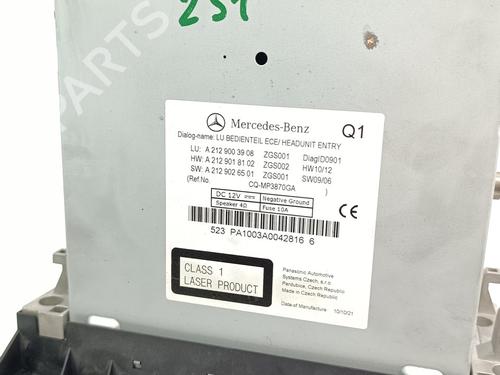 251
Mercedes-Benz Q1
Dialog-name: LU BEDIENTEIL ECE/ HEADUNIT ENTRY
LU: A 212 900 39 08 ZGS001 DiagID0901
HW: A 212 901 81 02 ZGS002 HW10/12
SW: A 212 902 65 01 ZGS001 SW09/06
(Ref.No. CQ-MP3870GA )
DC 12V Negative Ground
Speaker 4Ω Fuse 10A
CE
523 PA1003A0042816 6
CLASS 1
LASER PRODUCT
Panasonic Automotive
Systems Czech, s.r.o.
Pardubice, Czech Republic
Made in Czech Republic
Date of Manufacture 10/10/21